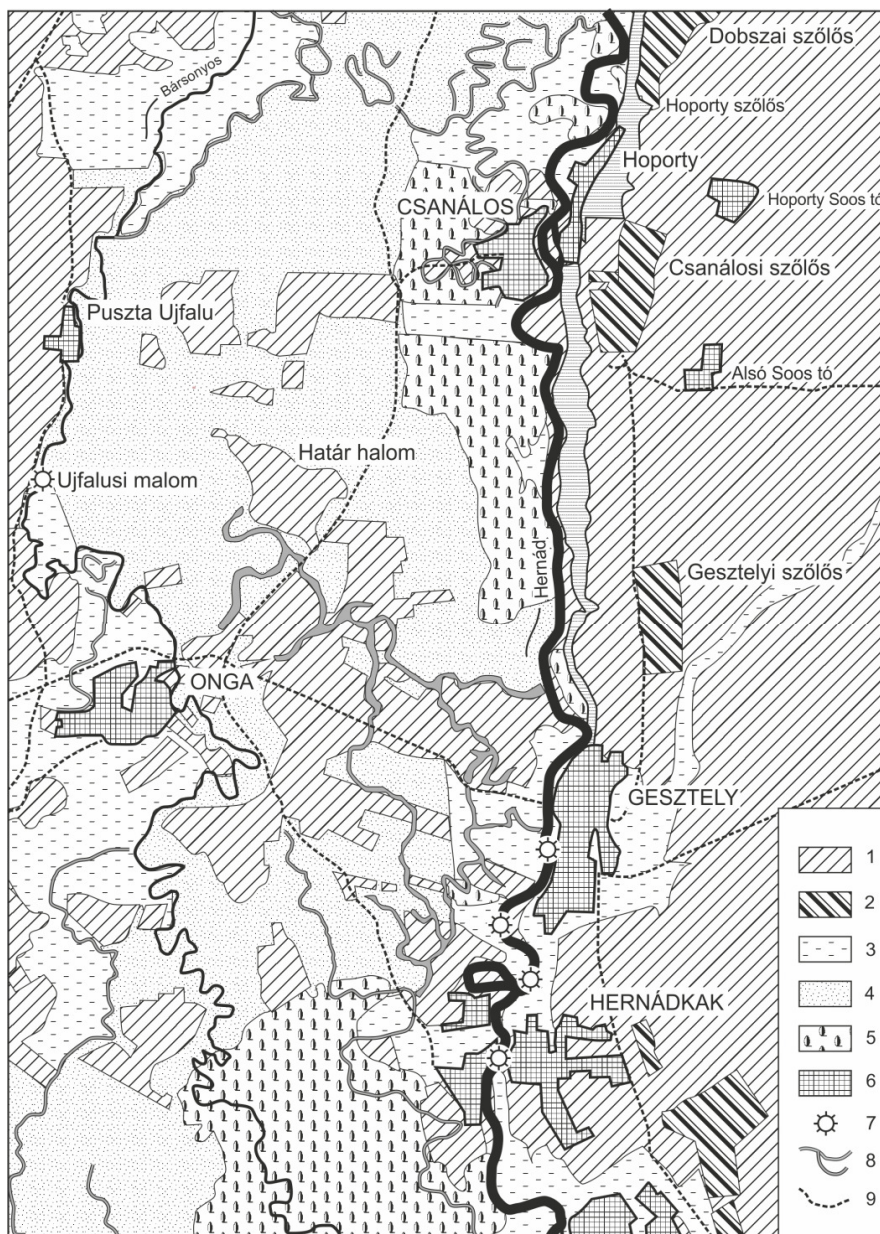 Dobszai szőlős
Bársonyos
Hoporty szőlős
Hoporty
CSANÁLOS
Hoporty Soos tó
Csanálosi szőlős
Puszta Ujfalu
Alsó Soos tó
Határ halom
Ujfalusi malom
Hernád
Gesztelyi szőlős
ONGA
GESZTELY
HERNÁDKAK
1
2
3
4
5
6
7
8
9